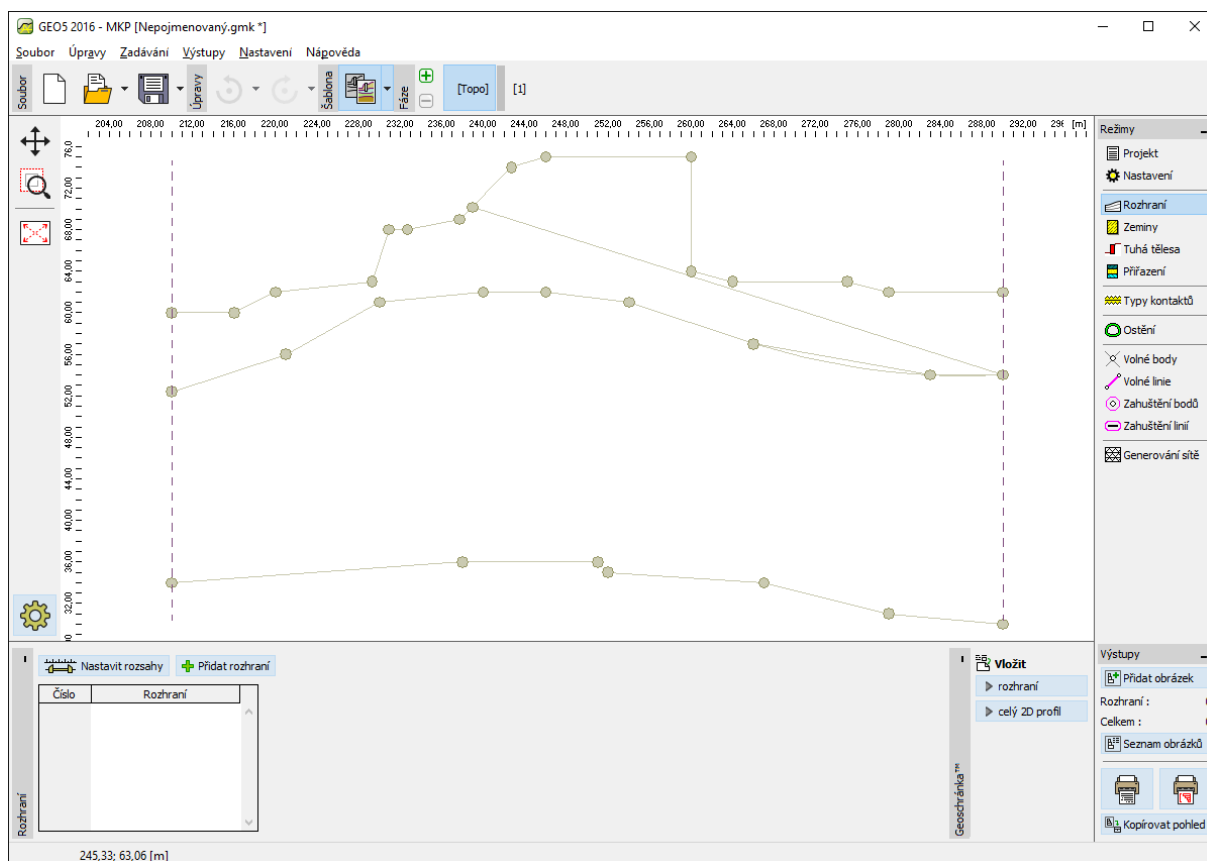 GEO5 2016 - MKP [Nepojmenovaný.gmk *]
Soubor Úpravy Zadávání Výstupy Nastavení Nápověda
Soubor
Úpravy
Šablona
Fáze
[Topo]
[1]
204,00 208,00 212,00 216,00 220,00 224,00 228,00 232,00 236,00 240,00 244,00 248,00 252,00 256,00 260,00 264,00 268,00 272,00 276,00 280,00 284,00 288,00 292,00 296 [m]
76,0
72,00
68,00
64,00
60,00
56,00
52,00
48,00
44,00
40,00
36,00
32,00
00
Režimy
Projekt
Nastavení
Rozhraní
Zeminy
Tuhá tělesa
Přiřazení
Typy kontaktů
Ostění
Volné body
Volné linie
Zahuštění bodů
Zahuštění linií
Generování sítě
Nastavit rozsahy
Přidat rozhraní
Číslo Rozhraní
Rozhraní
Geoschránka™
Vložit
rozhraní
celý 2D profil
Výstupy
Přidat obrázek
Rozhraní :
Celkem :
Seznam obrázků
Kopírovat pohled
245,33; 63,06 [m]